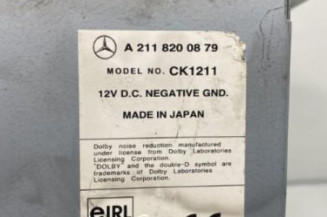 A 211 820 08 79
MODEL NO. CK1211
12V D.C. NEGATIVE GND.
MADE IN JAPAN
Dolby noise reduction manufactured
under license from Dolby Laboratories
Licensing Corporation.
"DOLBY" and the double-D symbol are
trademarks of Dolby Laboratories
Licensing Corporation.